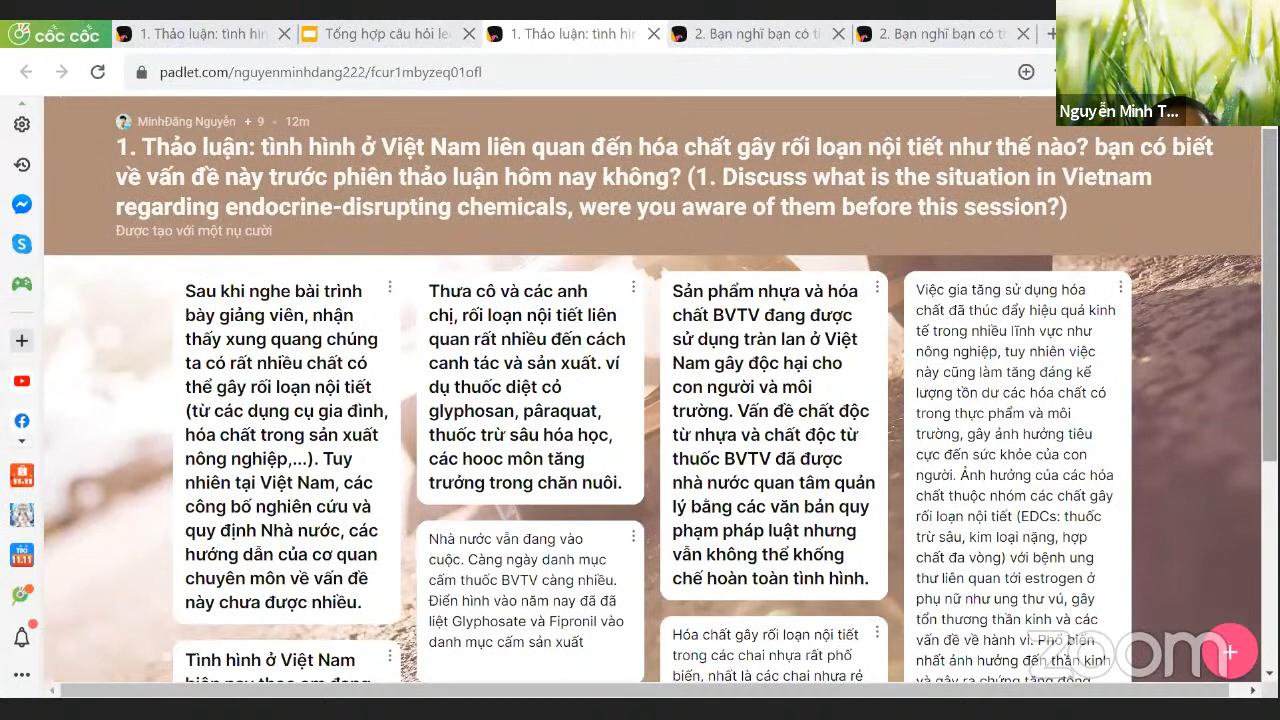 cốc cốc
1. Thảo luận: tình hìn
Tổng hợp câu hỏi le
1. Thảo luận: tình hìn
2. Bạn nghĩ bạn có t
2. Bạn nghĩ bạn có th
padlet.com/nguyenminhdang222/fcur1mbyzeq01ofl
Nguyễn Minh T...
MinhĐăng Nguyễn + 9 • 12m
1. Thảo luận: tình hình ở Việt Nam liên quan đến hóa chất gây rối loạn nội tiết như thế nào? bạn có biết
về vấn đề này trước phiên thảo luận hôm nay không? (1. Discuss what is the situation in Vietnam
regarding endocrine-disrupting chemicals, were you aware of them before this session?)
Được tạo với một nụ cười
Sau khi nghe bài trình
bày giảng viên, nhận
thấy xung quang chúng
ta có rất nhiều chất có
thể gây rối loạn nội tiết
(từ các dụng cụ gia đình,
hóa chất trong sản xuất
nông nghiệp,...). Tuy
nhiên tại Việt Nam, các
công bố nghiên cứu và
quy định Nhà nước, các
hướng dẫn của cơ quan
chuyên môn về vấn đề
này chưa được nhiều.
Tình hình ở Việt Nam
Thưa cô và các anh
chị, rối loạn nội tiết liên
quan rất nhiều đến cách
canh tác và sản xuất. ví
dụ thuốc diệt cỏ
glyphosan, pâraquat,
thuốc trừ sâu hóa học,
các hooc môn tăng
trưởng trong chăn nuôi.
Nhà nước vẫn đang vào
cuộc. Càng ngày danh mục
cấm thuốc BVTV càng nhiều.
Điển hình vào năm nay đã đã
liệt Glyphosate và Fipronil vào
danh mục cấm sản xuất
Sản phẩm nhựa và hóa
chất BVTV đang được
sử dụng tràn lan ở Việt
Nam gây độc hại cho
con người và môi
trường. Vấn đề chất độc
từ nhựa và chất độc từ
thuốc BVTV đã được
nhà nước quan tâm quản
lý bằng các văn bản quy
phạm pháp luật nhưng
vẫn không thể khống
chế hoàn toàn tình hình.
Hóa chất gây rối loạn nội tiết
trong các chai nhựa rất phổ
biến, nhất là các chai nhựa rẻ
Việc gia tăng sử dụng hóa
chất đã thúc đẩy hiệu quả kinh
tế trong nhiều lĩnh vực như
nông nghiệp, tuy nhiên việc
này cũng làm tăng đáng kể
lượng tồn dư các hóa chất có
trong thực phẩm và môi
trường, gây ảnh hưởng tiêu
cực đến sức khỏe của con
người. Ảnh hưởng của các hóa
chất thuộc nhóm các chất gây
rối loạn nội tiết (EDCs: thuốc
trừ sâu, kim loại nặng, hợp
chất đa vòng) với bệnh ung
thư liên quan tới estrogen ở
phụ nữ như ung thư vú, gây
tổn thương thần kinh và các
vấn đề về hành vi. Phổ biến
nhất ảnh hưởng đến thần kinh
và gây ra chứng tăng động
zoom